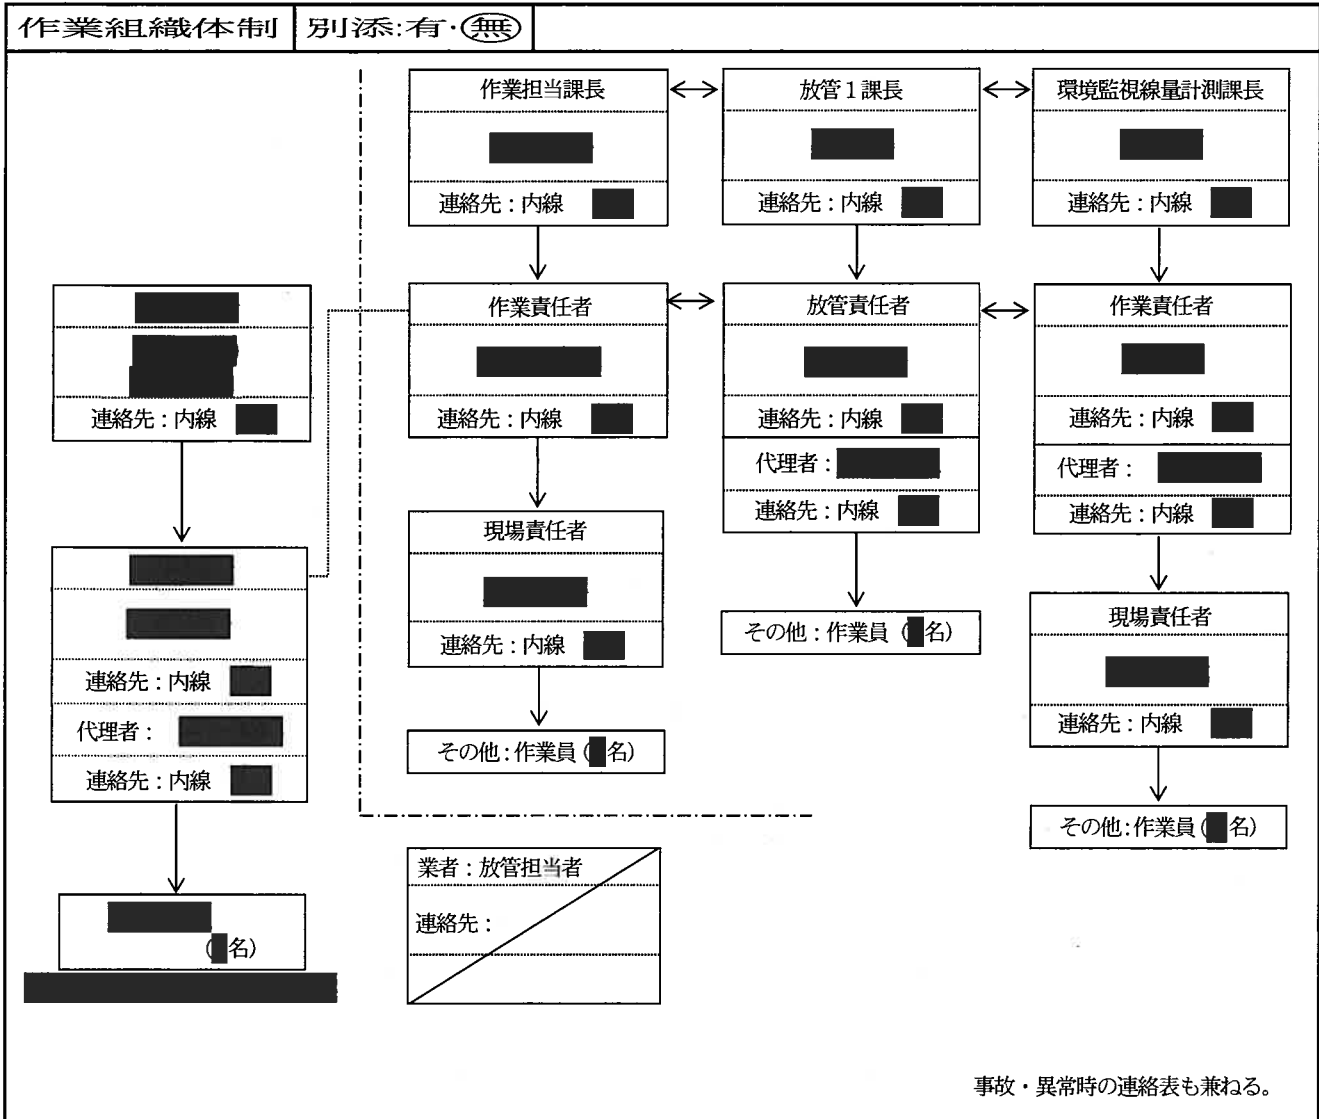 作業組織体制 別添:有・無
作業担当課長
連絡先：内線
放管１課長
連絡先：内線
環境監視線量計測課長
連絡先：内線
連絡先：内線
連絡先：内線
代理者：
連絡先：内線
(名)
作業責任者
連絡先：内線
現場責任者
連絡先：内線
その他：作業員(名)
放管責任者
連絡先：内線
代理者：
連絡先：内線
その他：作業員(名)
作業責任者
連絡先：内線
代理者：
連絡先：内線
現場責任者
連絡先：内線
その他：作業員(名)
業者：放管担当者
連絡先：
事故・異常時の連絡表も兼ねる。